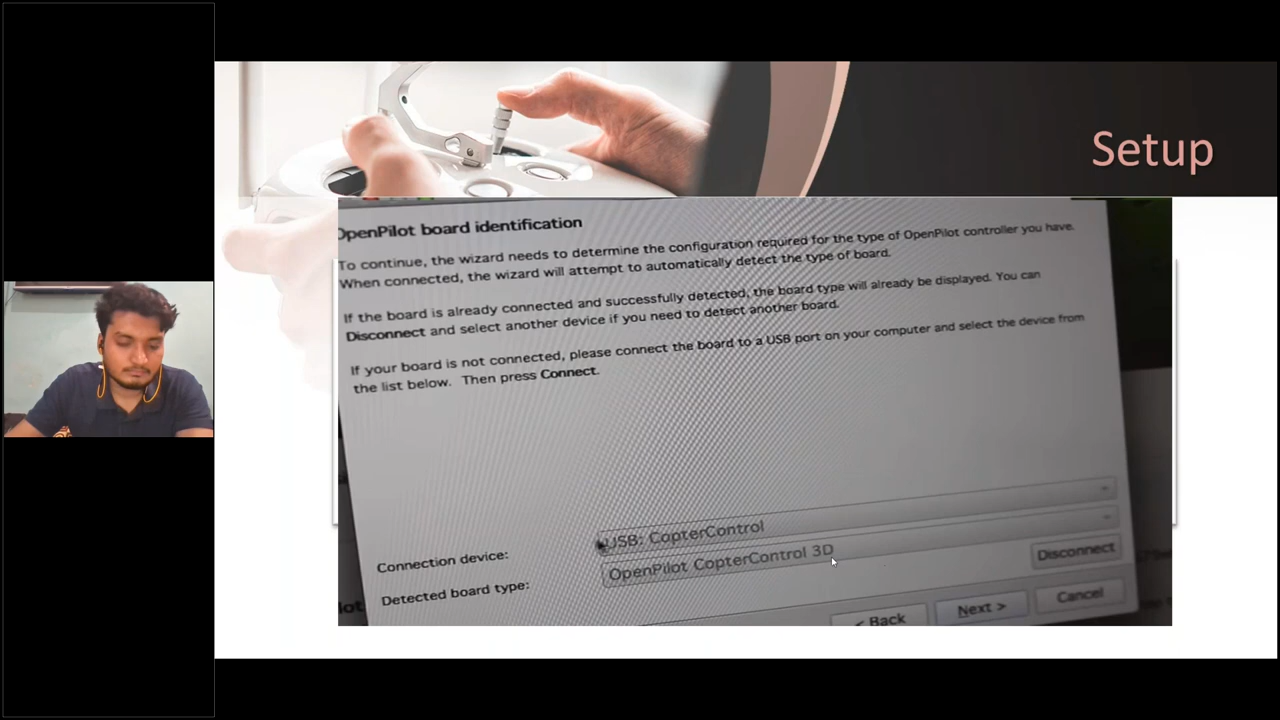 Setup
OpenPilot board identification
To continue, the wizard needs to determine the configuration required for the type of OpenPilot controller you have.
When connected, the wizard will attempt to automatically detect the type of board.
If the board is already connected and successfully detected, the board type will already be displayed. You can
Disconnect and select another device if you need to detect another board.
If your board is not connected, please connect the board to a USB port on your computer and select the device from
the list below. Then press Connect.
Connection device: USB: CopterControl
Detected board type: OpenPilot CopterControl 3D
Disconnect
< Back Next > Cancel